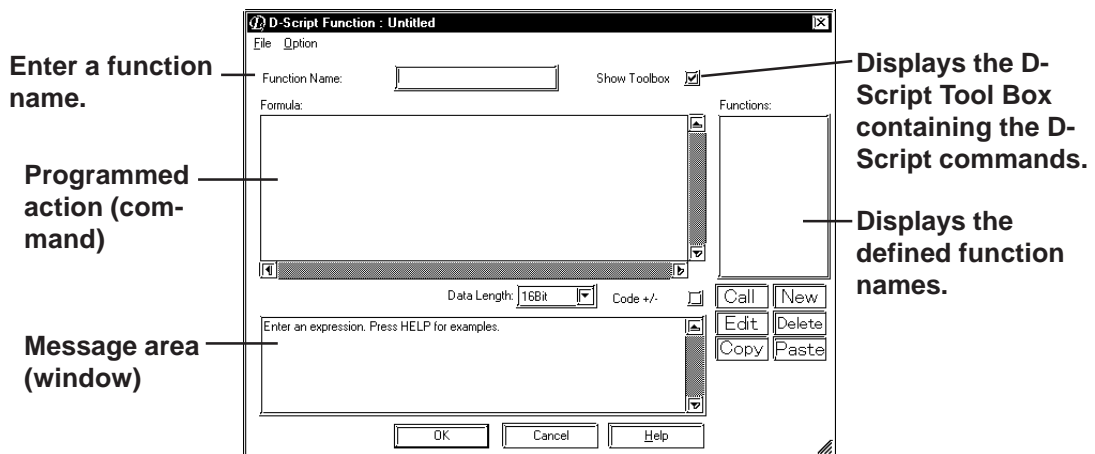 D-Script Function : Untitled
File Option
Enter a function
name.
Function Name:
Show Toolbox
Displays the D-
Script Tool Box
containing the D-
Script commands.
Formula:
Functions:
Programmed
action (com-
mand)
Displays the
defined function
names.
Data Length: 16Bit Code +/-
Call New
Edit Delete
Copy Paste
Enter an expression. Press HELP for examples.
Message area
(window)
OK Cancel Help